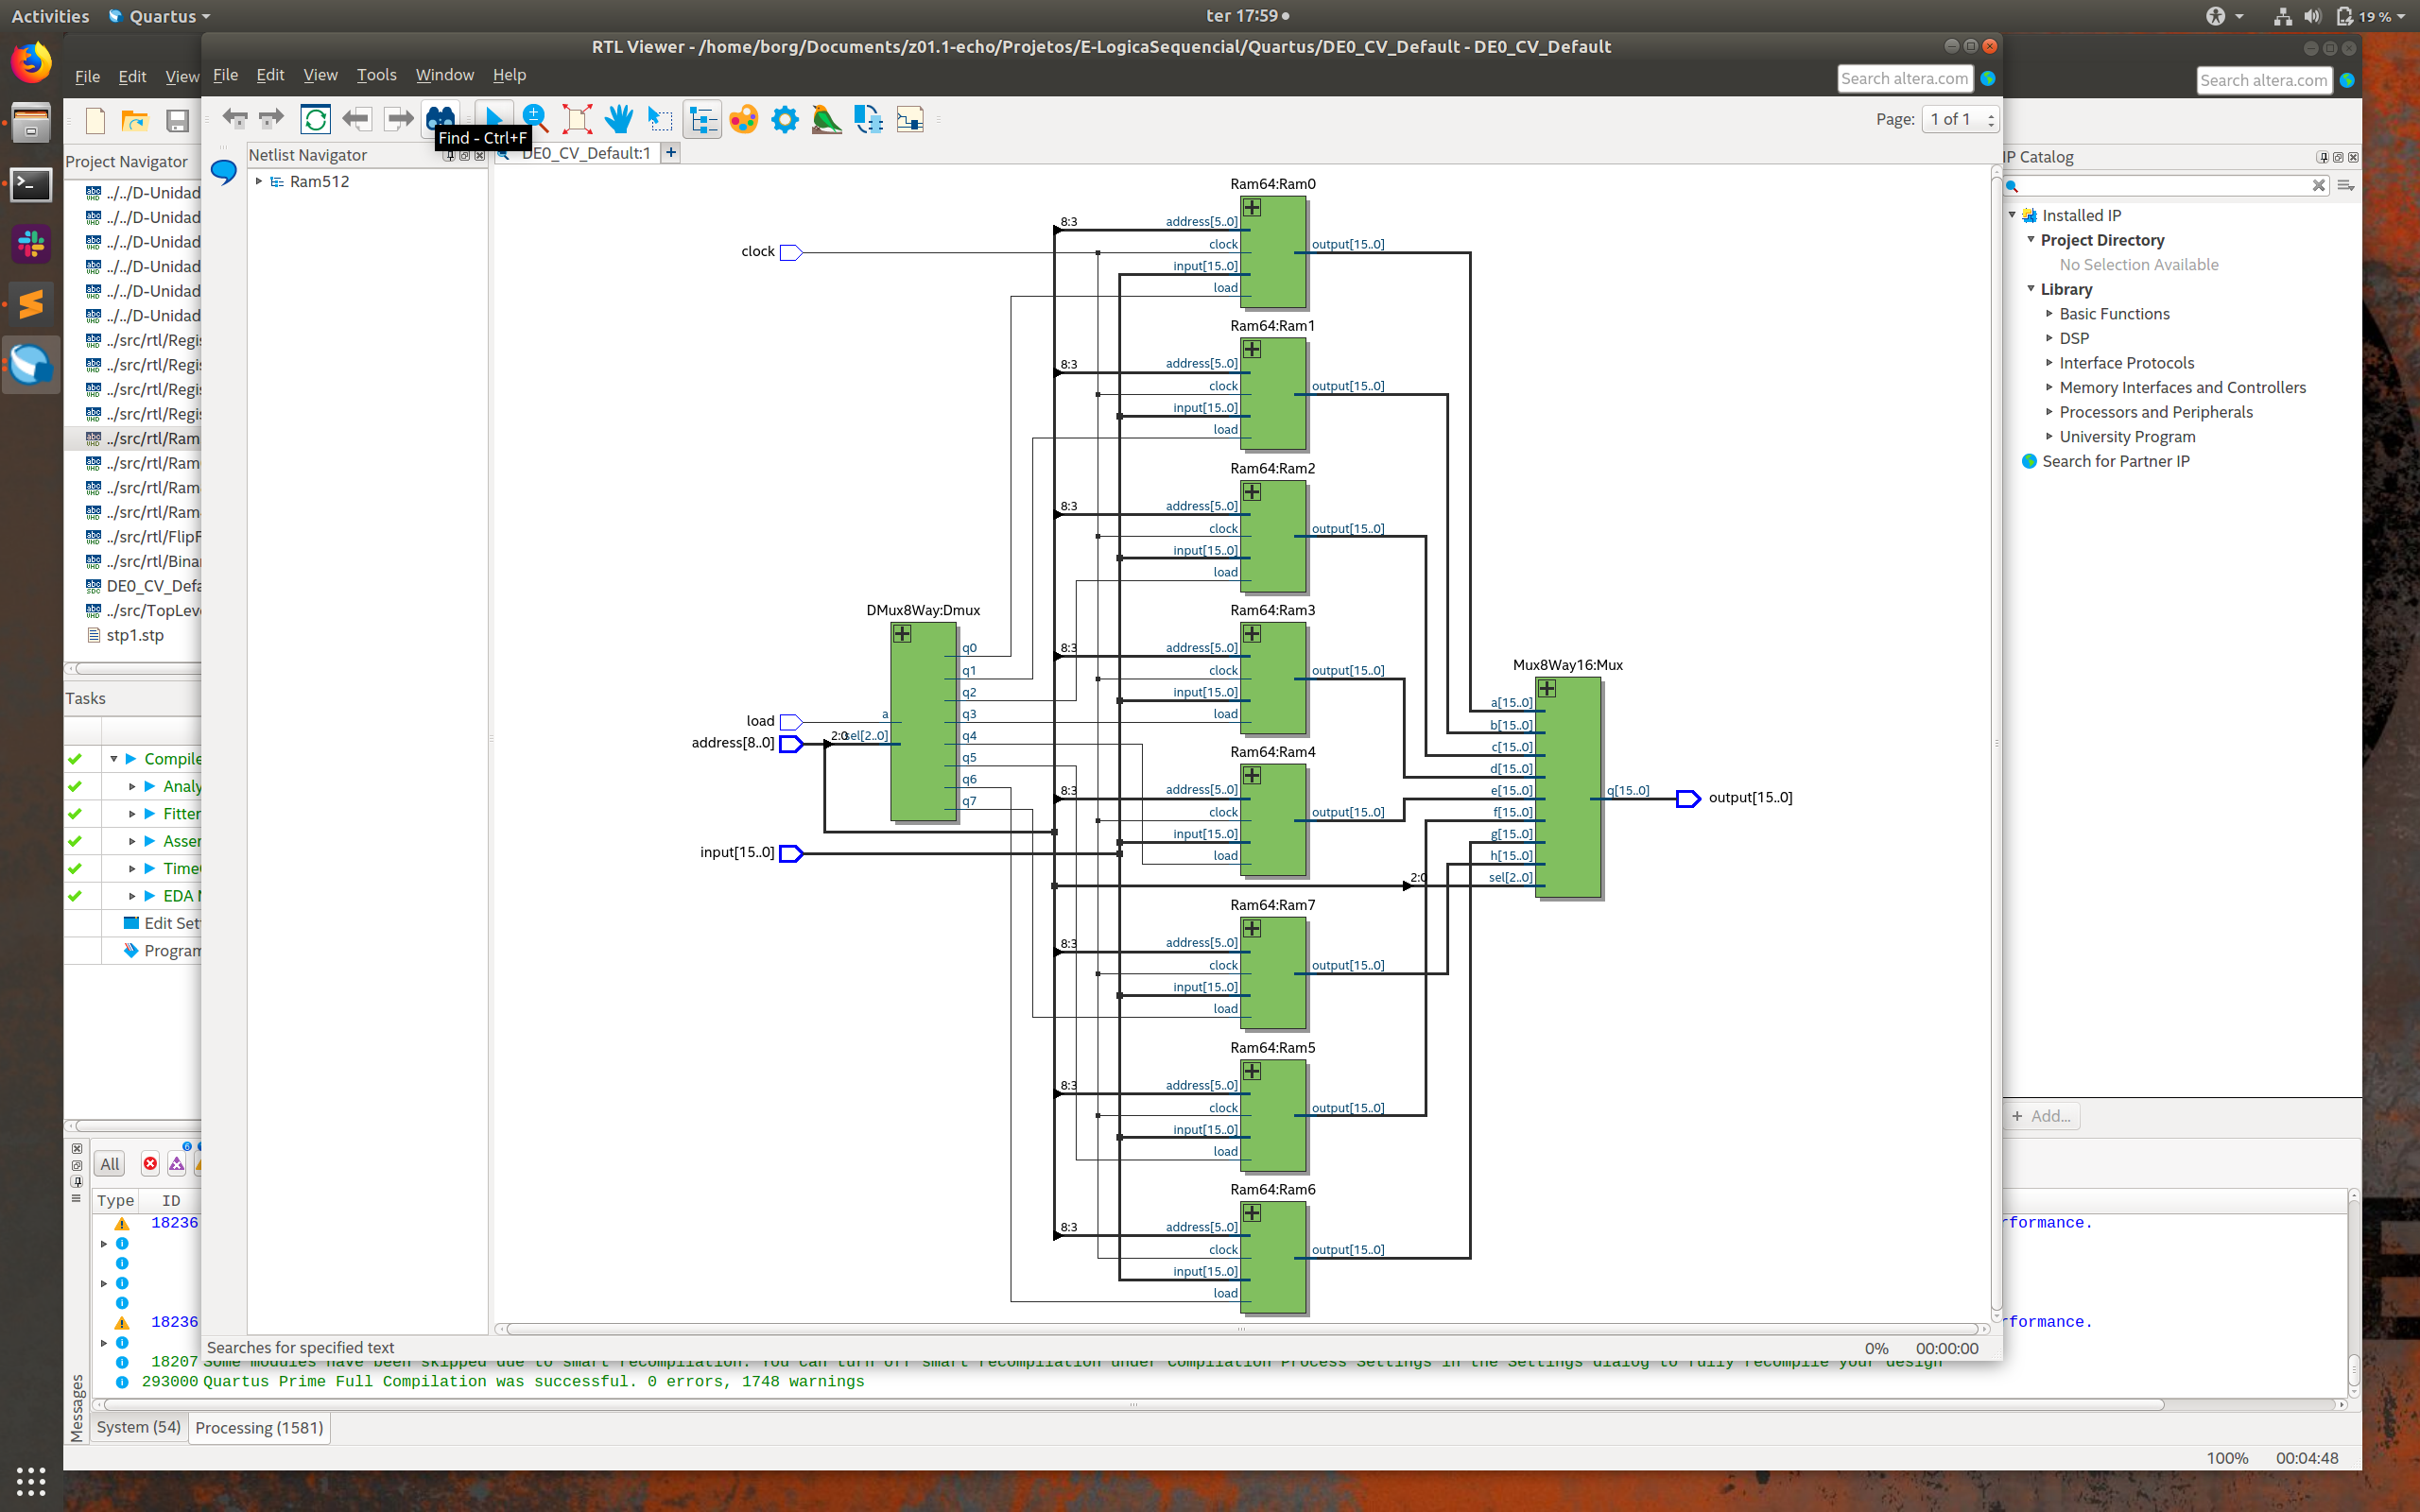 Activities
Quartus
ter 17:59
19 %
RTL Viewer - /home/borg/Documents/z01.1-echo/Projetos/E-LogicaSequencial/Quartus/DE0_CV_Default - DE0_CV_Default
File Edit View
File Edit View Tools Window Help
Search altera.com
Search altera.com
Find - Ctrl+F
Page: 1 of 1
Project Navigator
Netlist Navigator
DE0_CV_Default:1
IP Catalog
Ram512
../../D-Unidad
../../D-Unidad
../../D-Unidad
../../D-Unidad
../../D-Unidad
../../D-Unidad
../src/rtl/Regi
../src/rtl/Regi
../src/rtl/Regi
../src/rtl/Regi
../src/rtl/Ram
../src/rtl/Ram
../src/rtl/Ram
../src/rtl/Ram
../src/rtl/FlipF
../src/rtl/Bina
DE0_CV_Defa
../src/TopLev
stp1.stp
Tasks
Compile
Analy
Fitter
Asser
Time
EDA
Edit Set
Program
clock
load
address[8..0]
input[15..0]
DMux8Way:Dmux
a
2:0
sel[2..0]
q0
q1
q2
q3
q4
q5
q6
q7
Ram64:Ram0
8:3
address[5..0]
clock
input[15..0]
load
output[15..0]
Ram64:Ram1
8:3
address[5..0]
clock
input[15..0]
load
output[15..0]
Ram64:Ram2
8:3
address[5..0]
clock
input[15..0]
load
output[15..0]
Ram64:Ram3
8:3
address[5..0]
clock
input[15..0]
load
output[15..0]
Ram64:Ram4
8:3
address[5..0]
clock
input[15..0]
load
output[15..0]
Ram64:Ram7
8:3
address[5..0]
clock
input[15..0]
load
output[15..0]
Ram64:Ram5
8:3
address[5..0]
clock
input[15..0]
load
output[15..0]
Ram64:Ram6
8:3
address[5..0]
clock
input[15..0]
load
output[15..0]
Mux8Way16:Mux
a[15..0]
b[15..0]
c[15..0]
d[15..0]
e[15..0]
f[15..0]
g[15..0]
h[15..0]
2:0
sel[2..0]
q[15..0]
output[15..0]
Installed IP
Project Directory
No Selection Available
Library
Basic Functions
DSP
Interface Protocols
Memory Interfaces and Controllers
Processors and Peripherals
University Program
Search for Partner IP
+ Add...
All
Type ID
18236
rformance.
18236
rformance.
Searches for specified text
0% 00:00:00
18207 Some modules have been skipped due to smart recompilation. You can turn off smart recompilation under Compilation Process Settings in the Settings dialog to fully recompile your design
293000 Quartus Prime Full Compilation was successful. 0 errors, 1748 warnings
Messages
System (54) Processing (1581)
100% 00:04:48